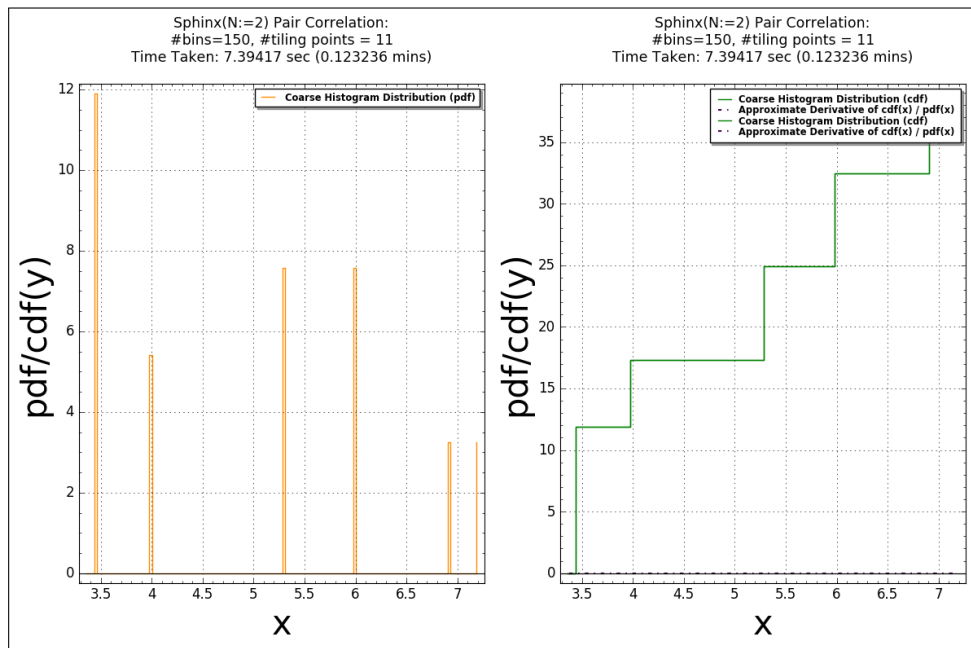 Sphinx(N:=2) Pair Correlation:
#bins=150, #tiling points = 11
Time Taken: 7.39417 sec (0.123236 mins)
Coarse Histogram Distribution (pdf)
pdf/cdf(y)
12
10
8
6
4
2
0
3.5 4 4.5 5 5.5 6 6.5 7
x
Sphinx(N:=2) Pair Correlation:
#bins=150, #tiling points = 11
Time Taken: 7.39417 sec (0.123236 mins)
Coarse Histogram Distribution (cdf)
Approximate Derivative of cdf(x) / pdf(x)
Coarse Histogram Distribution (cdf)
Approximate Derivative of cdf(x) / pdf(x)
pdf/cdf(y)
35
30
25
20
15
10
5
0
3.5 4 4.5 5 5.5 6 6.5 7
x